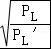 √(P_L / P_L ′)